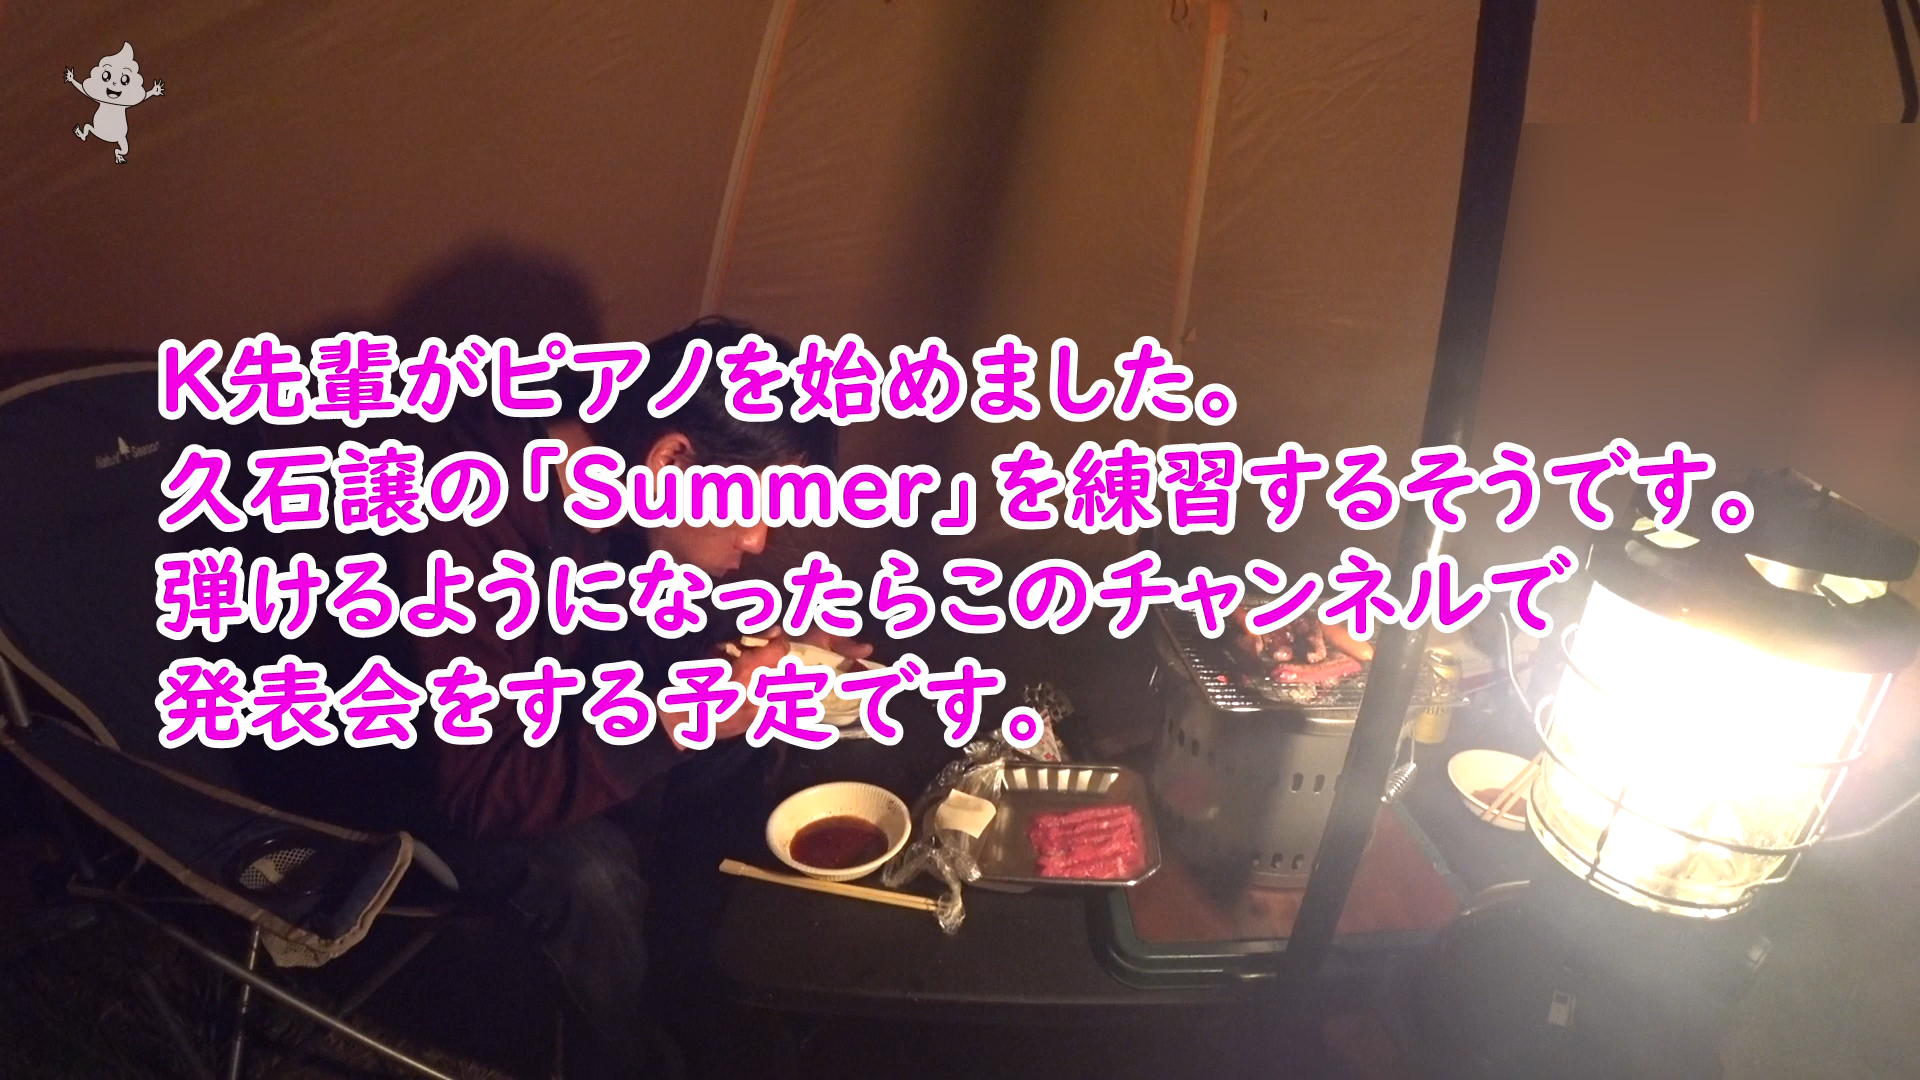 K先輩がピアノを始めました。
久石譲の「Summer」を練習するそうです。
弾けるようになったらこのチャンネルで
発表会をする予定です。